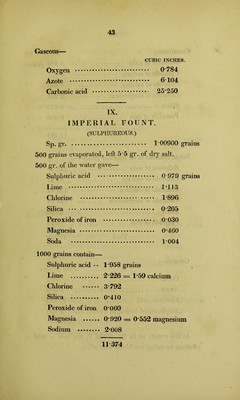 43
Gaseous—
CUBIC INCHES.
Oxygen ........................ 0·784
Azote ........................ 6·104
Carbonic acid ........................ 25·250
IX.
IMPERIAL FOUNT.
(SULPHUREOUS.)
Sp. gr. ........................ 1·00900 grains
500 grains evaporated, left 5·5 gr. of dry salt.
500 gr. of the water gave—
Sulphuric acid ................ 0·979 grains
Lime ........................ 1·113
Chlorine ........................ 1·896
Silica ........................ 0·205
Peroxide of iron ................ 0·030
Magnesia ........................ 0·460
Soda ........................ 1·004
1000 grains contain—
Sulphuric acid ·· 1·958 grains
Lime .......... 2·226 = 1·59 calcium
Chlorine ...... 3·792
Silica .......... 0·410
Peroxide of iron 0·060
Magnesia ...... 0·920 = 0·552 magnesium
Sodium ........ 2·008
11·374